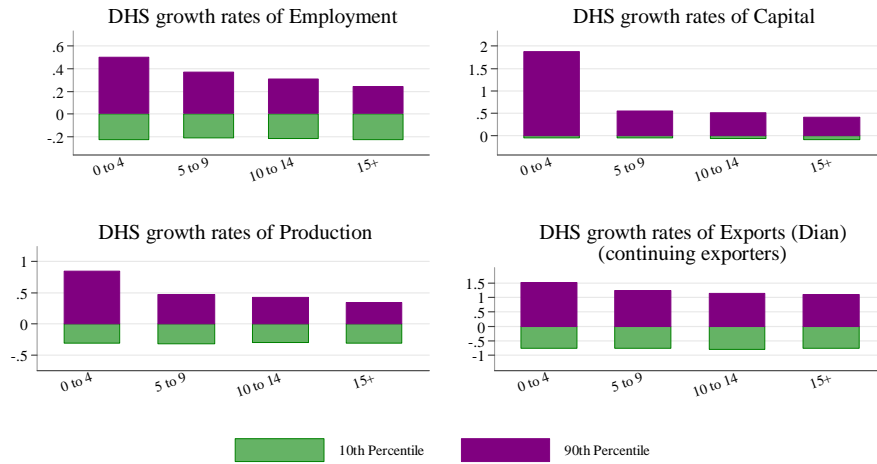 DHS growth rates of Employment
.6
.4
.2
0
-.2
0 to 4
5 to 9
10 to 14
15+
DHS growth rates of Capital
2
1.5
1
.5
0
0 to 4
5 to 9
10 to 14
15+
DHS growth rates of Production
1
.5
0
-.5
0 to 4
5 to 9
10 to 14
15+
DHS growth rates of Exports (Dian)
(continuing exporters)
1.5
1
.5
0
-.5
-1
0 to 4
5 to 9
10 to 14
15+
10th Percentile
90th Percentile